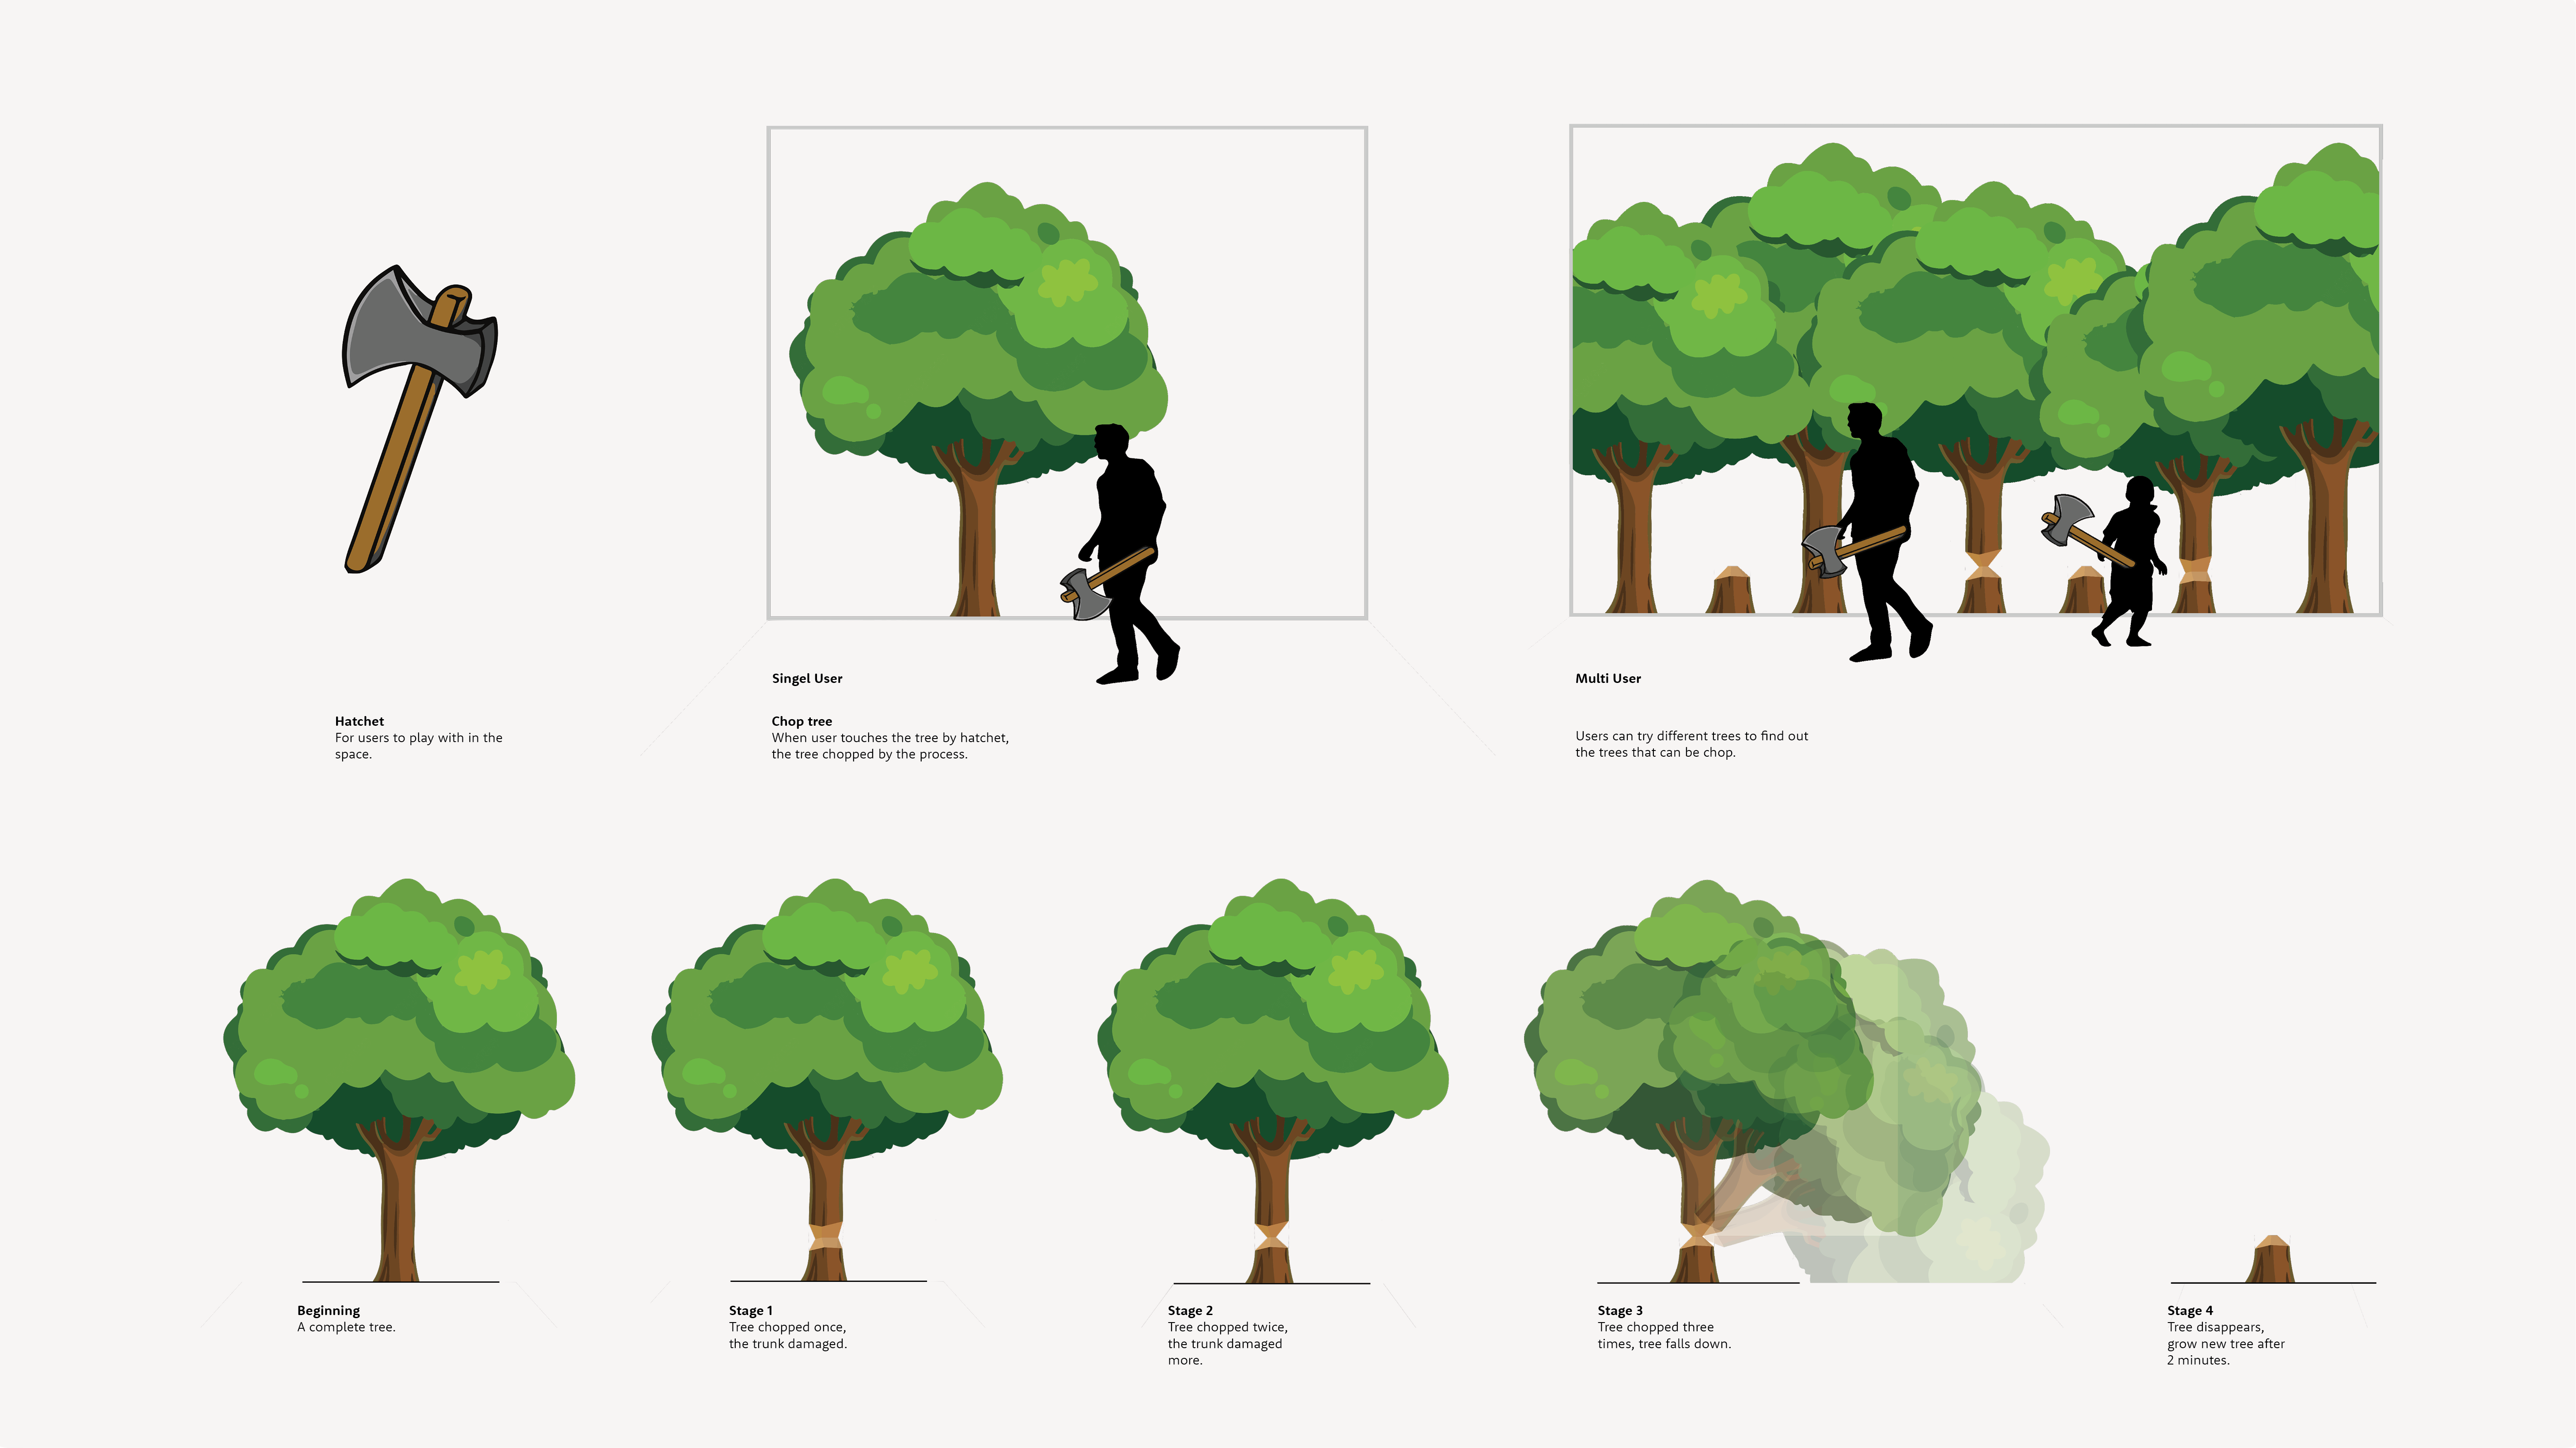 Singel User
Multi User
Hatchet
For users to play with in the
space.
Chop tree
When user touches the tree by hatchet,
the tree chopped by the process.
Users can try different trees to find out
the trees that can be chop.
Beginning
A complete tree.
Stage 1
Tree chopped once,
the trunk damaged.
Stage 2
Tree chopped twice,
the trunk damaged
more.
Stage 3
Tree chopped three
times, tree falls down.
Stage 4
Tree disappears,
grow new tree after
2 minutes.